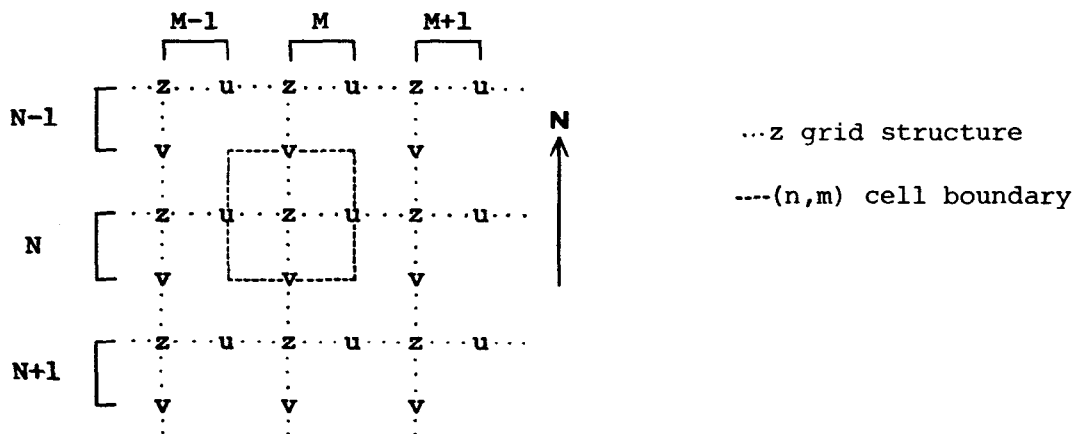 M-1 M M+1
N-1
z u z u z u
v v v
N
z u z u z u
N
v v v
z u z u z u
N+1
v v v
N
...z grid structure
----(n,m) cell boundary